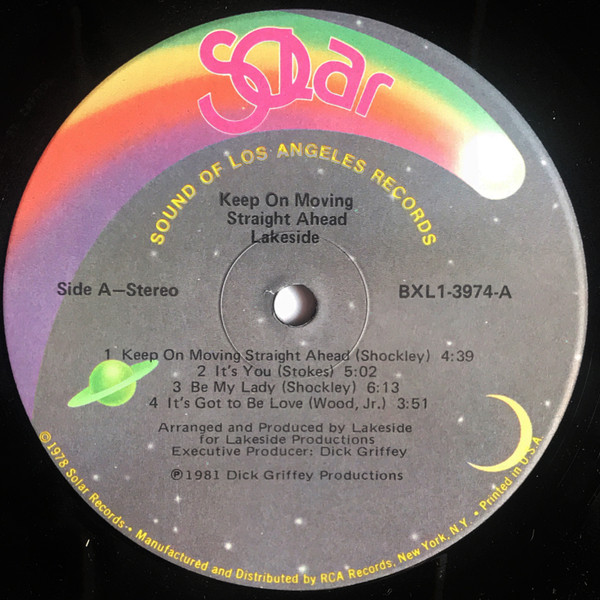 SOLAR
SOUND OF LOS ANGELES RECORDS
Keep On Moving
Straight Ahead
Lakeside
Side A—Stereo
BXL1-3974-A
1 Keep On Moving Straight Ahead (Shockley) 4:39
2 It's You (Stokes) 5:02
3 Be My Lady (Shockley) 6:13
4 It's Got to Be Love (Wood, Jr.) 3:51
Arranged and Produced by Lakeside
for Lakeside Productions
Executive Producer: Dick Griffey
℗1981 Dick Griffey Productions
©1978 Solar Records • Manufactured and Distributed by RCA Records, New York, N.Y. • Printed in U.S.A